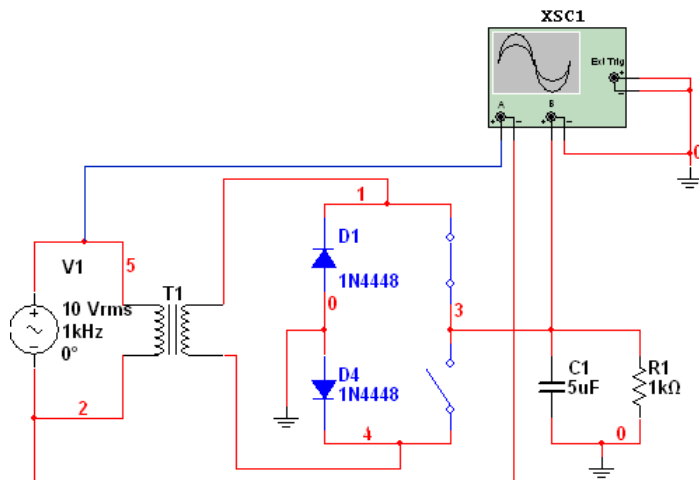 XSC1
Ext Trig
+
−
A
B
+ − + −
0
1
D1
1N4448
V1
5
T1
0
3
+
−
10 Vrms
1kHz
0°
D4
1N4448
C1
5uF
R1
1kΩ
2
4
0